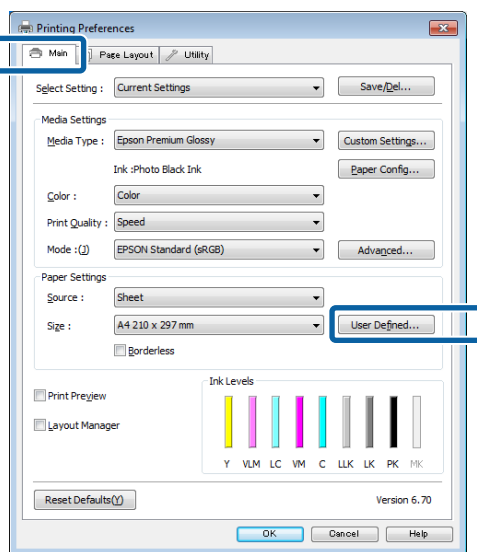 Printing Preferences
Main Page Layout Utility
Select Setting : Current Settings Save/Del...
Media Settings
Media Type : Epson Premium Glossy Custom Settings...
Ink :Photo Black Ink Paper Config...
Color : Color
Print Quality : Speed
Mode :(J) EPSON Standard (sRGB) Advanced...
Paper Settings
Source : Sheet
Size : A4 210 x 297 mm User Defined...
Borderless
Print Preview
Layout Manager
Ink Levels
Y VLM LC VM C LLK LK PK MK
Reset Defaults(Y) Version 6.70
OK Cancel Help